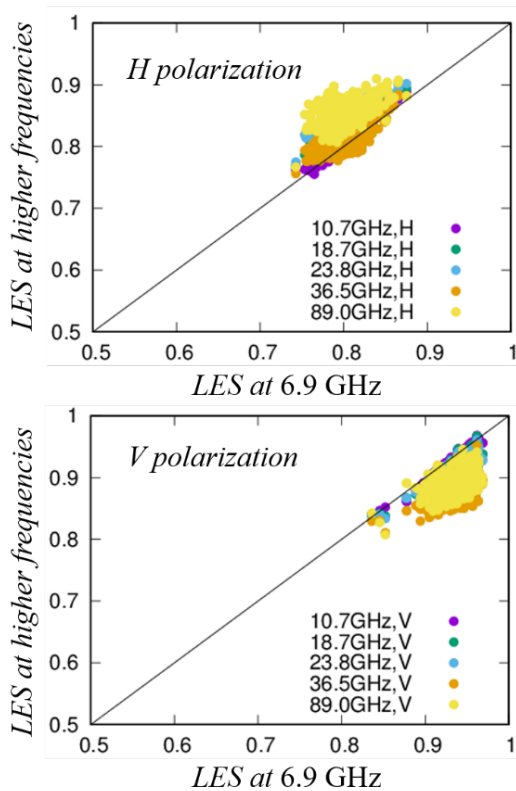 H polarization
LES at higher frequencies
1
0.9
0.8
0.7
0.6
0.5
10.7GHz,H
18.7GHz,H
23.8GHz,H
36.5GHz,H
89.0GHz,H
0.5 0.6 0.7 0.8 0.9 1
LES at 6.9 GHz
V polarization
LES at higher frequencies
1
0.9
0.8
0.7
0.6
0.5
10.7GHz,V
18.7GHz,V
23.8GHz,V
36.5GHz,V
89.0GHz,V
0.5 0.6 0.7 0.8 0.9 1
LES at 6.9 GHz